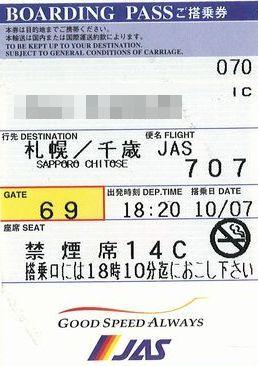 BOARDING PASS ご搭乗券
本券は目的地までご携帯ください。
本輸送は国内または国際運送約款によります。
TO BE KEPT UP TO YOUR DESTINATION.
SUBJECT TO GENERAL CONDITIONS OF CARRIAGE.
070
IC
行先 DESTINATION 便名 FLIGHT
札幌/千歳 JAS
SAPPORO CHITOSE
707
GATE 出発時刻 DEP.TIME 搭乗日 DATE
69 18:20 10/07
座席 SEAT
禁煙席14C
搭乗口には18時10分迄におこし下さい
GOOD SPEED ALWAYS
JAS